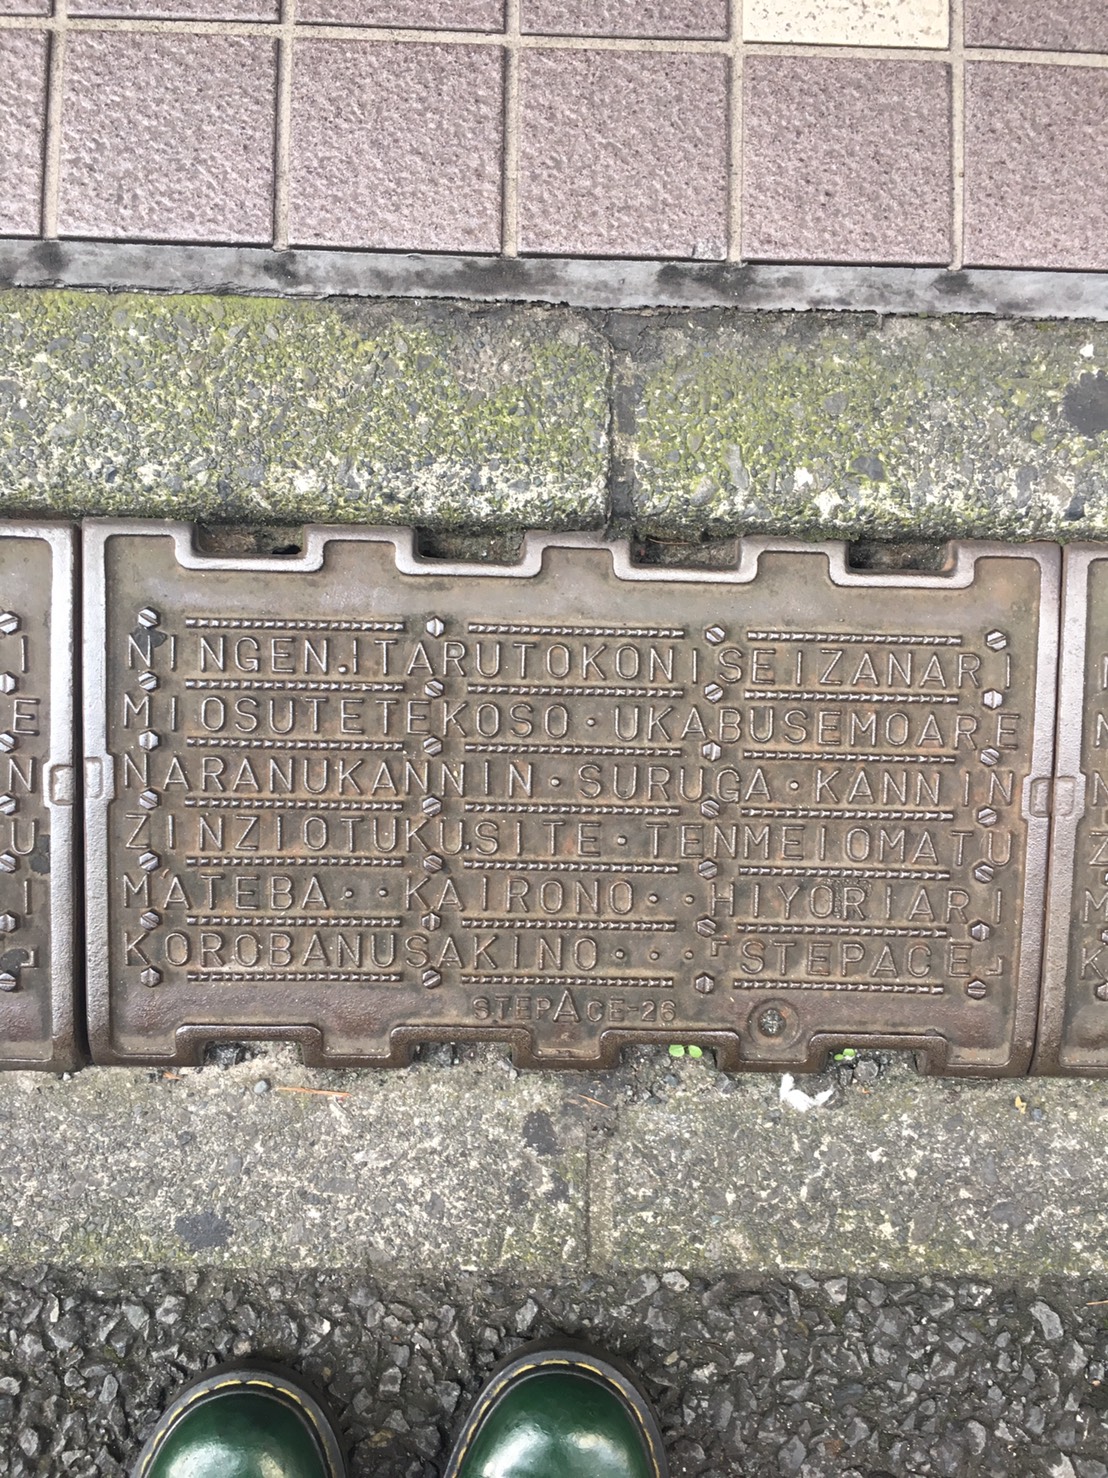 NINGEN.ITARUTOKONISEIZANARI
MIOSUTETEKOSO·UKABUSEMOARE
NARANUKANNIN·SURUGA·KANNIN
ZINZIOTUKUSITE·TENMEIOMATU
MATEBA··KAIRONO··HIYORIARI
KOROBANUSAKINO····「STEPACE」
STEPACE-26
I
E
N
U
I
」
N
M
N
Z
M
K